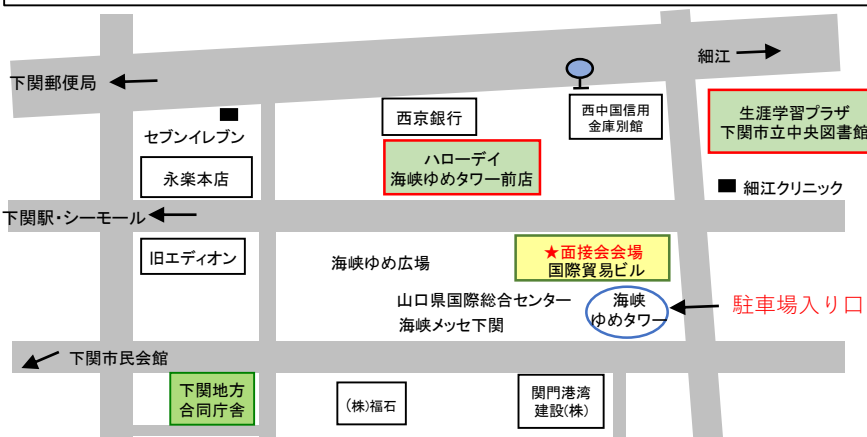 細江
下関郵便局
西京銀行
西中国信用
金庫別館
生涯学習プラザ
下関市立中央図書館
セブンイレブン
ハローデイ
海峡ゆめタワー前店
永楽本店
細江クリニック
下関駅・シーモール
旧エディオン
海峡ゆめ広場
★面接会会場
国際貿易ビル
山口県国際総合センター
海峡メッセ下関
海峡
ゆめタワー
駐車場入り口
下関市民会館
下関地方
合同庁舎
(株)福石
関門港湾
建設(株)